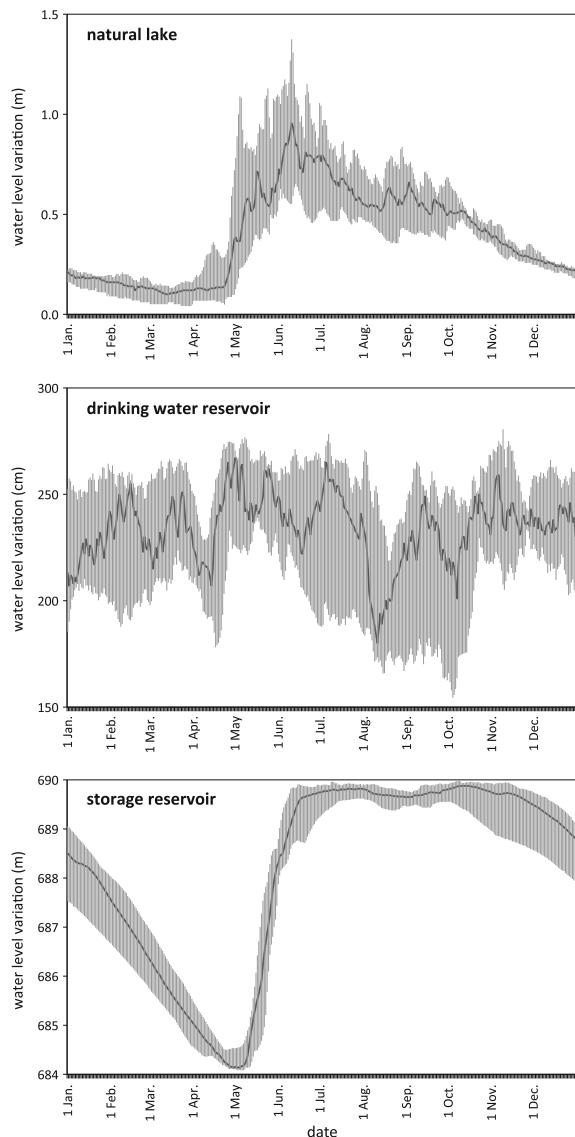 1.5
natural lake
water level variation (m)
1.0
0.5
0.0
1 Jan.
1 Feb.
1 Mar.
1 Apr.
1 May
1 Jun.
1 Jul.
1 Aug.
1 Sep.
1 Oct.
1 Nov.
1 Dec.
300
drinking water reservoir
water level variation (cm)
250
200
150
1 Jan.
1 Feb.
1 Mar.
1 Apr.
1 May
1 Jun.
1 Jul.
1 Aug.
1 Sep.
1 Oct.
1 Nov.
1 Dec.
690
storage reservoir
689
water level variation (m)
688
687
686
685
684
1 Jan.
1 Feb.
1 Mar.
1 Apr.
1 May
1 Jun.
1 Jul.
1 Aug.
1 Sep.
1 Oct.
1 Nov.
1 Dec.
date